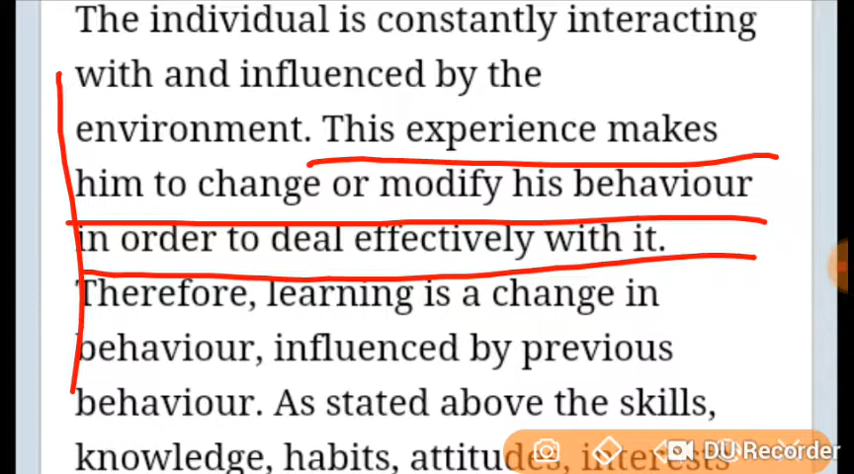 The individual is constantly interacting
with and influenced by the
environment. This experience makes
him to change or modify his behaviour
in order to deal effectively with it.
Therefore, learning is a change in
behaviour, influenced by previous
behaviour. As stated above the skills,
knowledge, habits, attitudes, interests
DU Recorder